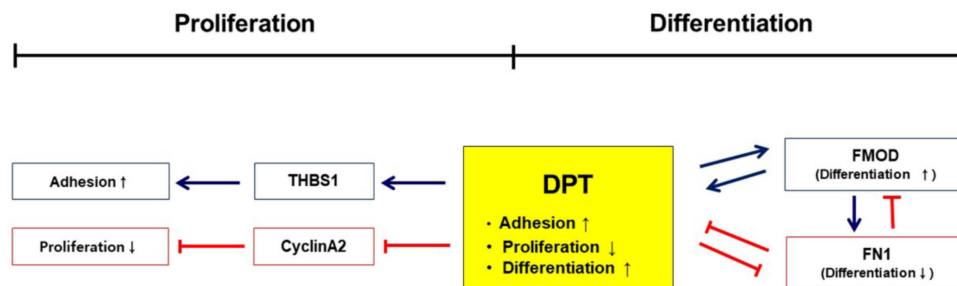 Proliferation
Differentiation
Adhesion ↑
THBS1
DPT
• Adhesion ↑
• Proliferation ↓
• Differentiation ↑
FMOD
(Differentiation ↑)
Proliferation ↓
CyclinA2
FN1
(Differentiation ↓)